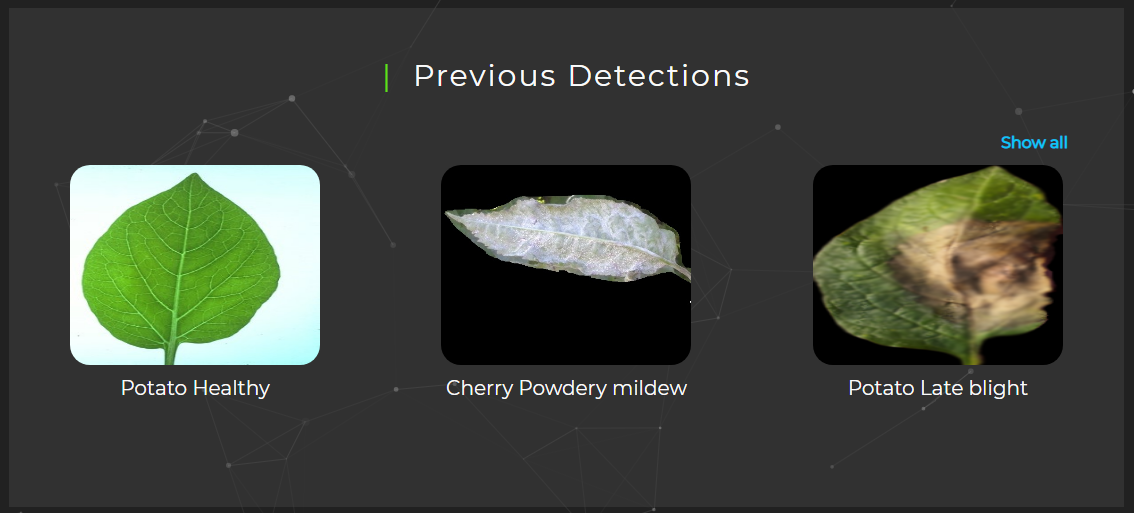 Previous Detections
Show all
Potato Healthy
Cherry Powdery mildew
Potato Late blight